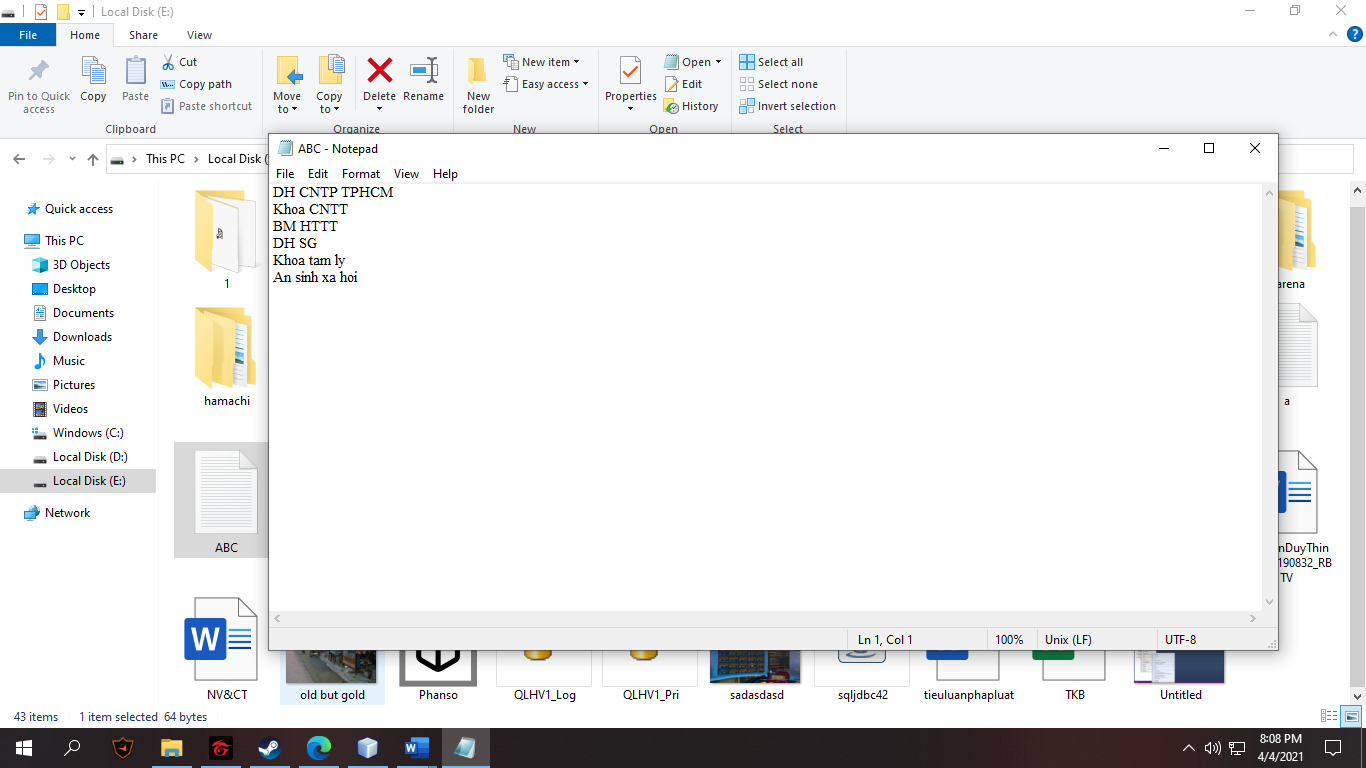 Local Disk (E:)
File
Home
Share
View
Pin to Quick access
Copy
Paste
Cut
Copy path
Paste shortcut
Clipboard
Move to
Copy to
Delete
Rename
Organize
New folder
New item
Easy access
New
Properties
Open
Edit
History
Open
Select all
Select none
Invert selection
Select
This PC
Local Disk (
Quick access
This PC
3D Objects
Desktop
Documents
Downloads
Music
Pictures
Videos
Windows (C:)
Local Disk (D:)
Local Disk (E:)
Network
1
hamachi
ABC
NV&CT
ABC - Notepad
File
Edit
Format
View
Help
DH CNTP TPHCM
Khoa CNTT
BM HTTT
DH SG
Khoa tam ly
An sinh xa hoi
Ln 1, Col 1
100%
Unix (LF)
UTF-8
arena
a
nDuyThin
190832_RB
TV
old but gold
Phanso
QLHV1_Log
QLHV1_Pri
sadasdasd
sqljdbc42
tieuluanphapluat
TKB
Untitled
43 items
1 item selected
64 bytes
8:08 PM
4/4/2021